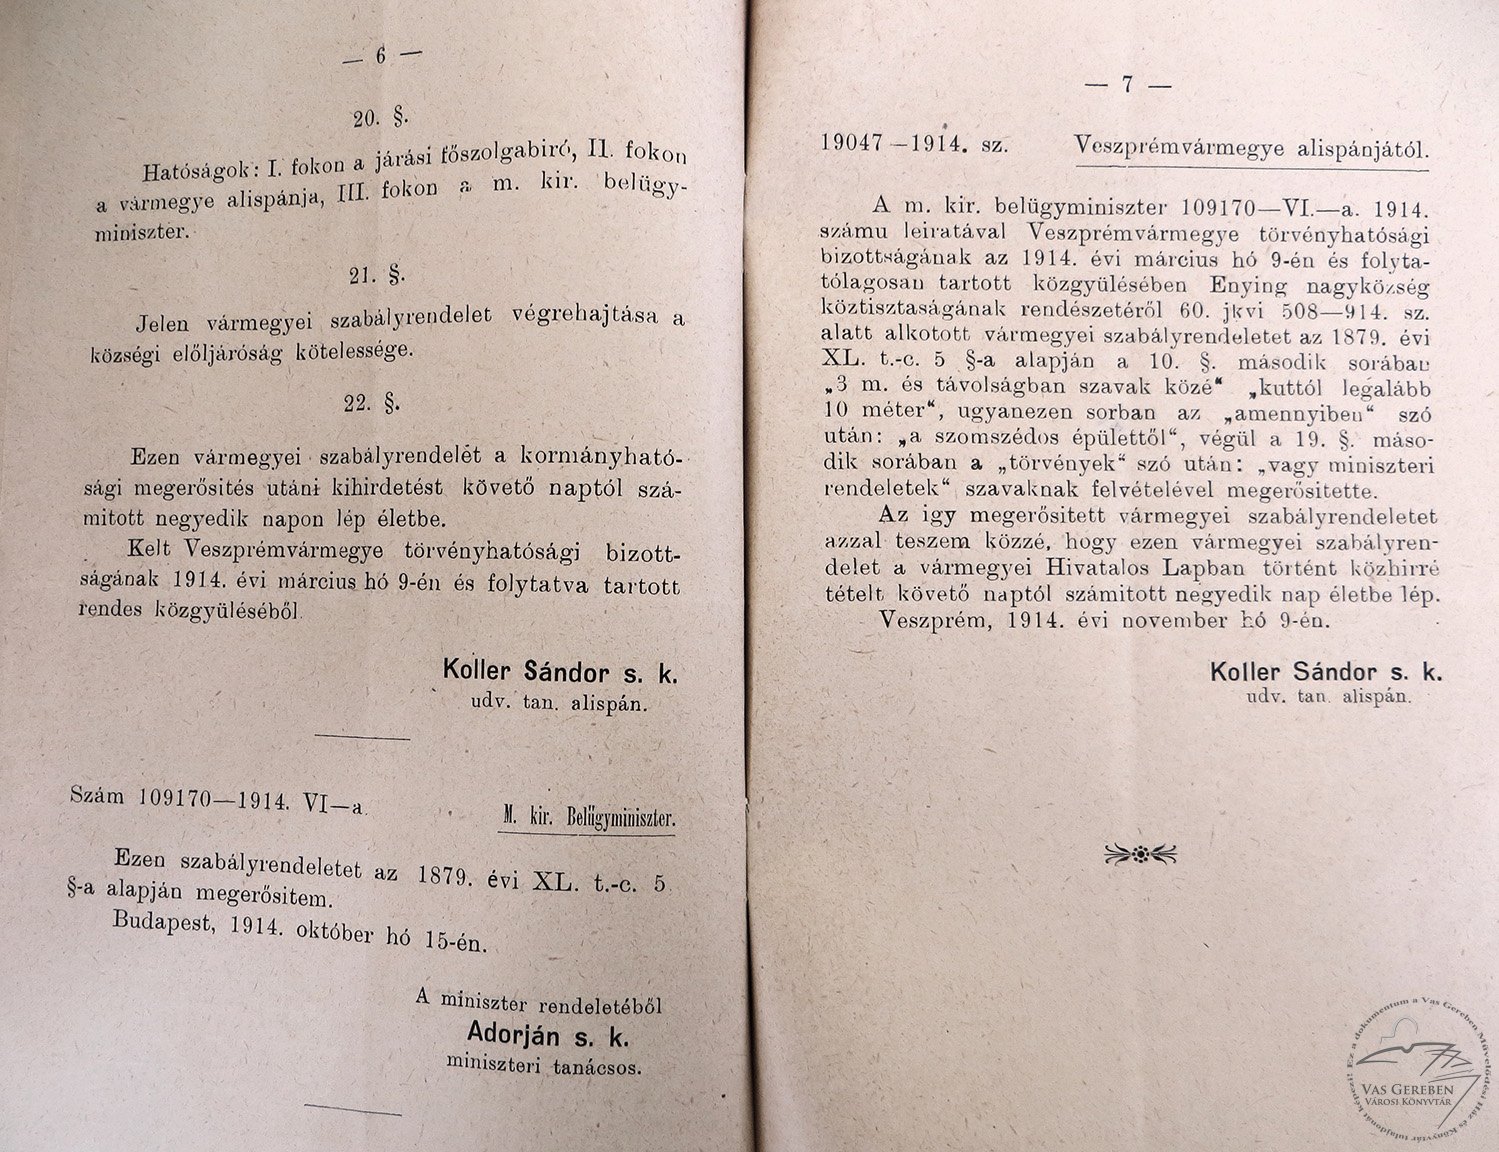 — 6 —
20. §.
Hatóságok: I. fokon a járási főszolgabiró, II. fokon
a vármegye alispánja, III. fokon a m. kir. belügy-
miniszter.
21. §.
Jelen vármegyei szabályrendelet végrehajtása a
községi előljáróság kötelessége.
22. §.
Ezen vármegyei szabályrendelet a kormányható-
sági megerősités utáni kihirdetést követő naptól szá-
mitott negyedik napon lép életbe.
Kelt Veszprémvármegye törvényhatósági bizott-
ságának 1914. évi március hó 9-én és folytatva tartott
rendes közgyüléséből.
Koller Sándor s. k.
udv. tan. alispán.
Szám 109170—1914. VI—a.
M. kir. Belügyminiszter.
Ezen szabályrendeletet az 1879. évi XL. t.-c. 5
§-a alapján megerősitem.
Budapest, 1914. október hó 15-én.
A miniszter rendeletéből
Adorján s. k.
miniszteri tanácsos.
— 7 —
19047—1914. sz. Veszprémvármegye alispánjától.
A m. kir. belügyminiszter 109170—VI.—a. 1914.
számu leiratával Veszprémvármegye törvényhatósági
bizottságának az 1914. évi március hó 9-én és folyta-
tólagosan tartott közgyülésében Enying nagyközség
köztisztaságának rendészetéről 60. jkvi 508—914. sz.
alatt alkotott vármegyei szabályrendeletet az 1879. évi
XL. t.-c. 5 §-a alapján a 10. §. második sorában
„3 m. és távolságban szavak közé“ „kuttól legalább
10 méter“, ugyanezen sorban az „amennyiben“ szó
után: „a szomszédos épülettől“, végül a 19. §. máso-
dik sorában a „törvények“ szó után: „vagy miniszteri
rendeletek“ szavaknak felvételével megerősitette.
Az igy megerősitett vármegyei szabályrendeletet
azzal teszem közzé, hogy ezen vármegyei szabályren-
delet a vármegyei Hivatalos Lapban történt közhirré
tételt követő naptól számitott negyedik nap életbe lép.
Veszprém, 1914. évi november hó 9-én.
Koller Sándor s. k.
udv. tan. alispán.
Ez a dokumentum a Vas Gereben Művelődési Ház és Könyvtár tulajdonát képezi!
VAS GEREBEN
VÁROSI KÖNYVTÁR